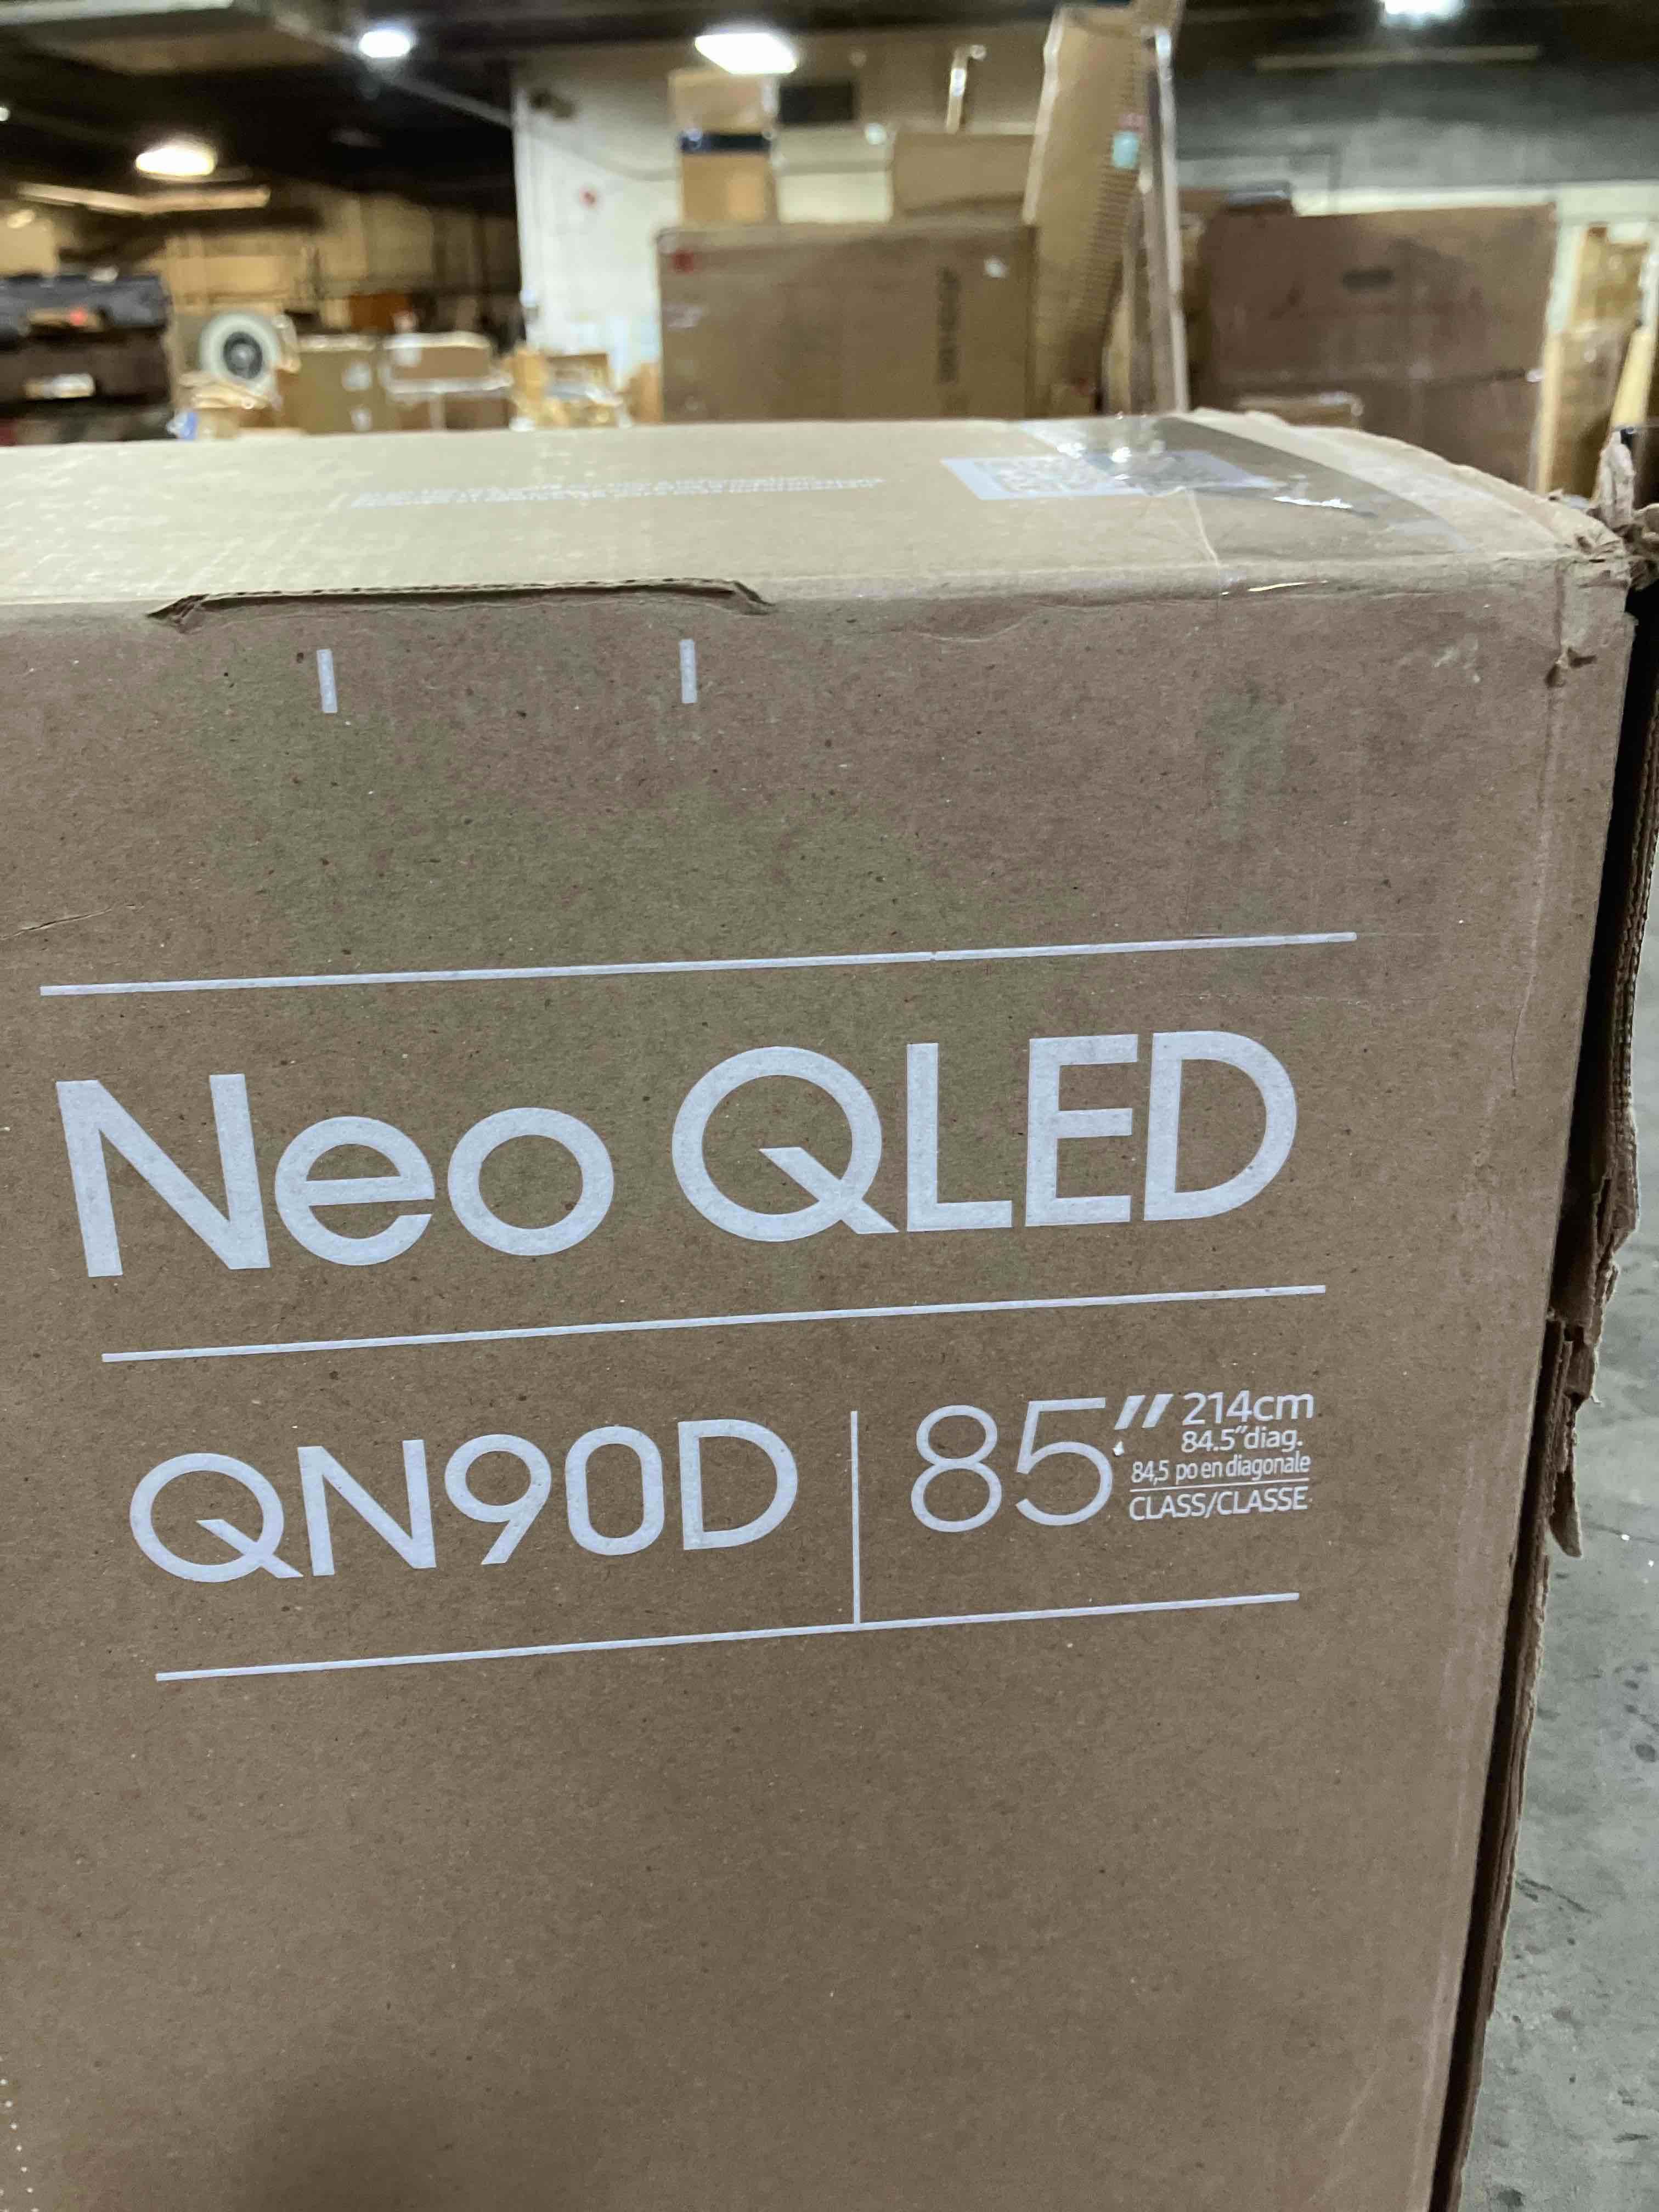 Neo QLED
QN90D
85" 214cm
84.5"diag.
84,5 po en diagonale
CLASS/CLASSE